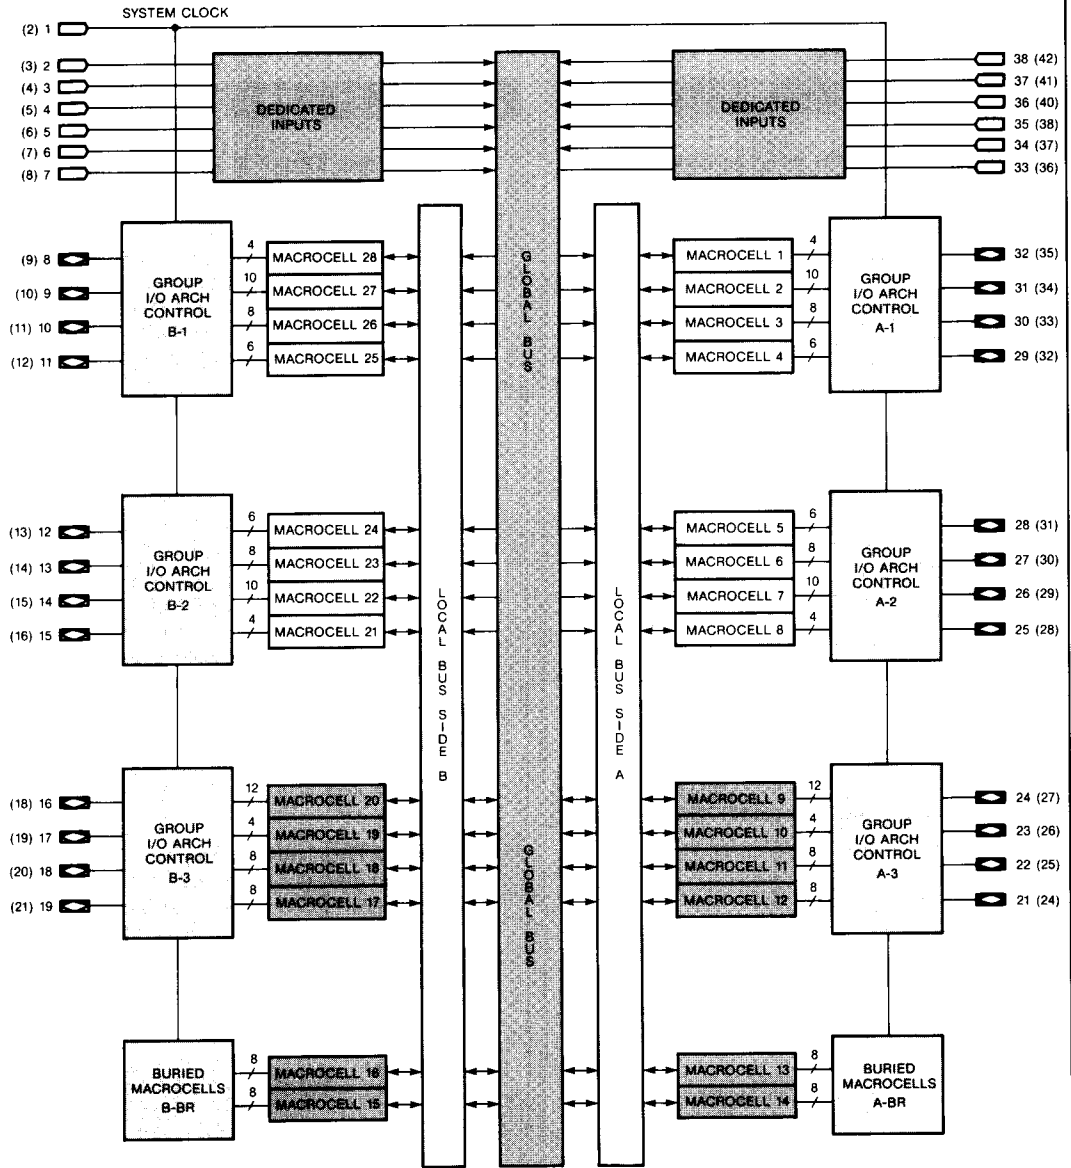 SYSTEM CLOCK
(2) 1
(3) 2
(4) 3
(5) 4
(6) 5
(7) 6
(8) 7
DEDICATED
INPUTS
DEDICATED
INPUTS
38 (42)
37 (41)
36 (40)
35 (38)
34 (37)
33 (36)
(9) 8
(10) 9
(11) 10
(12) 11
GROUP
I/O ARCH
CONTROL
B-1
4
10
8
6
MACROCELL 28
MACROCELL 27
MACROCELL 26
MACROCELL 25
GLOBAL BUS
MACROCELL 1
MACROCELL 2
MACROCELL 3
MACROCELL 4
4
10
8
6
GROUP
I/O ARCH
CONTROL
A-1
32 (35)
31 (34)
30 (33)
29 (32)
(13) 12
(14) 13
(15) 14
(16) 15
GROUP
I/O ARCH
CONTROL
B-2
6
8
10
4
MACROCELL 24
MACROCELL 23
MACROCELL 22
MACROCELL 21
LOCAL BUS SIDE B
LOCAL BUS SIDE A
MACROCELL 5
MACROCELL 6
MACROCELL 7
MACROCELL 8
6
8
10
4
GROUP
I/O ARCH
CONTROL
A-2
28 (31)
27 (30)
26 (29)
25 (28)
(18) 16
(19) 17
(20) 18
(21) 19
GROUP
I/O ARCH
CONTROL
B-3
12
4
8
8
MACROCELL 20
MACROCELL 19
MACROCELL 18
MACROCELL 17
GLOBAL BUS
MACROCELL 9
MACROCELL 10
MACROCELL 11
MACROCELL 12
12
4
8
8
GROUP
I/O ARCH
CONTROL
A-3
24 (27)
23 (26)
22 (25)
21 (24)
BURIED
MACROCELLS
B-BR
8
8
MACROCELL 16
MACROCELL 15
MACROCELL 13
MACROCELL 14
8
8
BURIED
MACROCELLS
A-BR